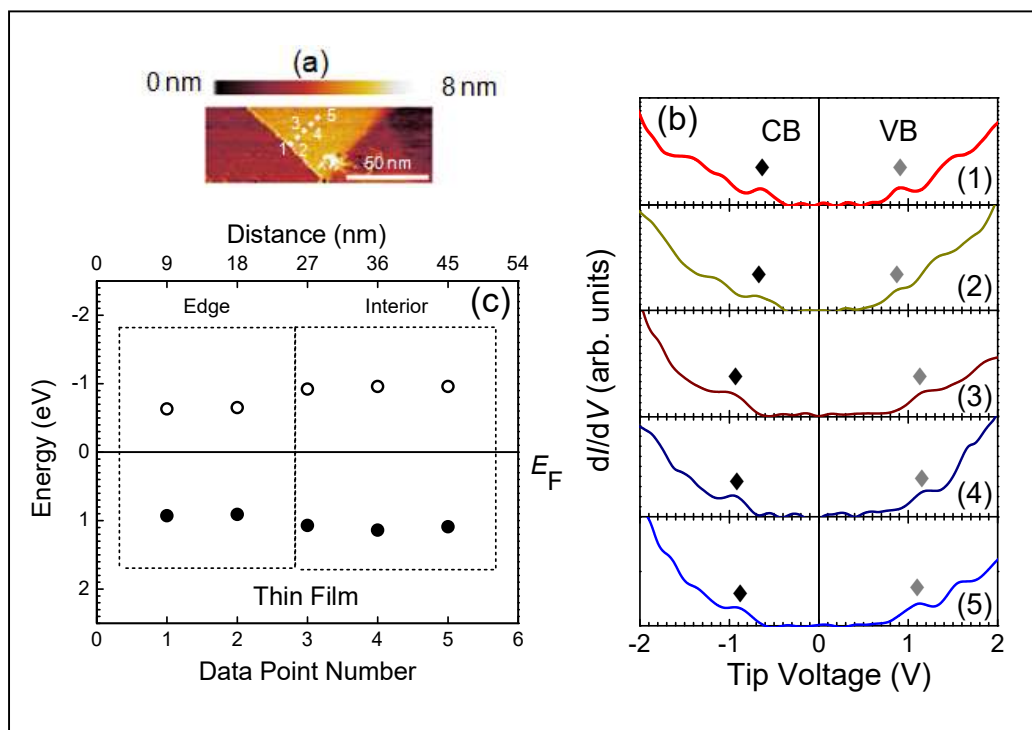 (a)
0 nm 8 nm
1 2 3 4 5
50 nm
Distance (nm)
0 9 18 27 36 45 54
(c)
Edge Interior
-2
-1
0
1
2
Energy (eV)
E_F
Thin Film
0 1 2 3 4 5 6
Data Point Number
(b)
CB VB
(1)
(2)
(3)
(4)
(5)
dI/dV (arb. units)
-2 -1 0 1 2
Tip Voltage (V)